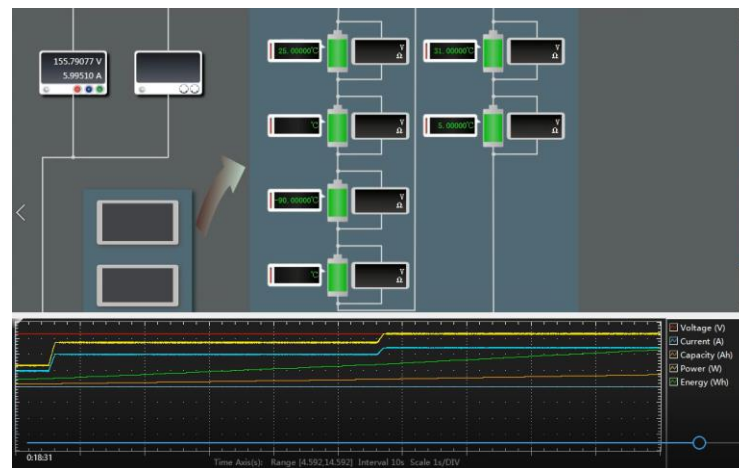 155.79077 V
5.99510 A
25.00000℃
V
Ω
31.00000℃
V
Ω
℃
V
Ω
5.00000℃
V
Ω
-90.00000℃
V
Ω
℃
V
Ω
Voltage (V)
Current (A)
Capacity (Ah)
Power (W)
Energy (Wh)
0:18:31
Time Axis(s): Range [4.592,14.592] Interval 10s Scale 1s/DIV